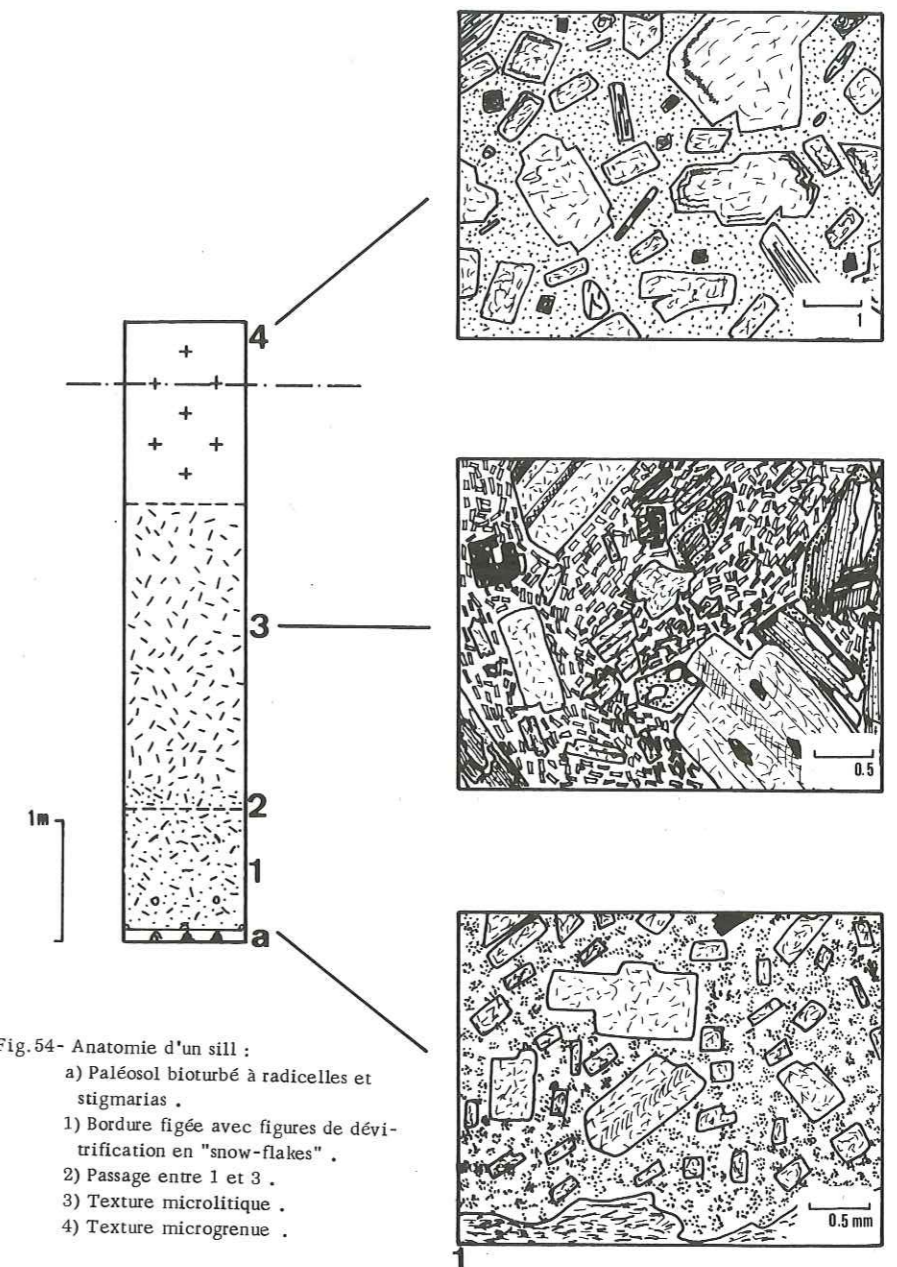 1
4
3
0.5
2
1m
1
a
0.5 mm
1
Fig.54- Anatomie d'un sill :
a) Paléosol bioturbé à radicelles et
stigmarias .
1) Bordure figée avec figures de dévi-
trification en "snow-flakes" .
2) Passage entre 1 et 3 .
3) Texture microlitique .
4) Texture microgrenue .